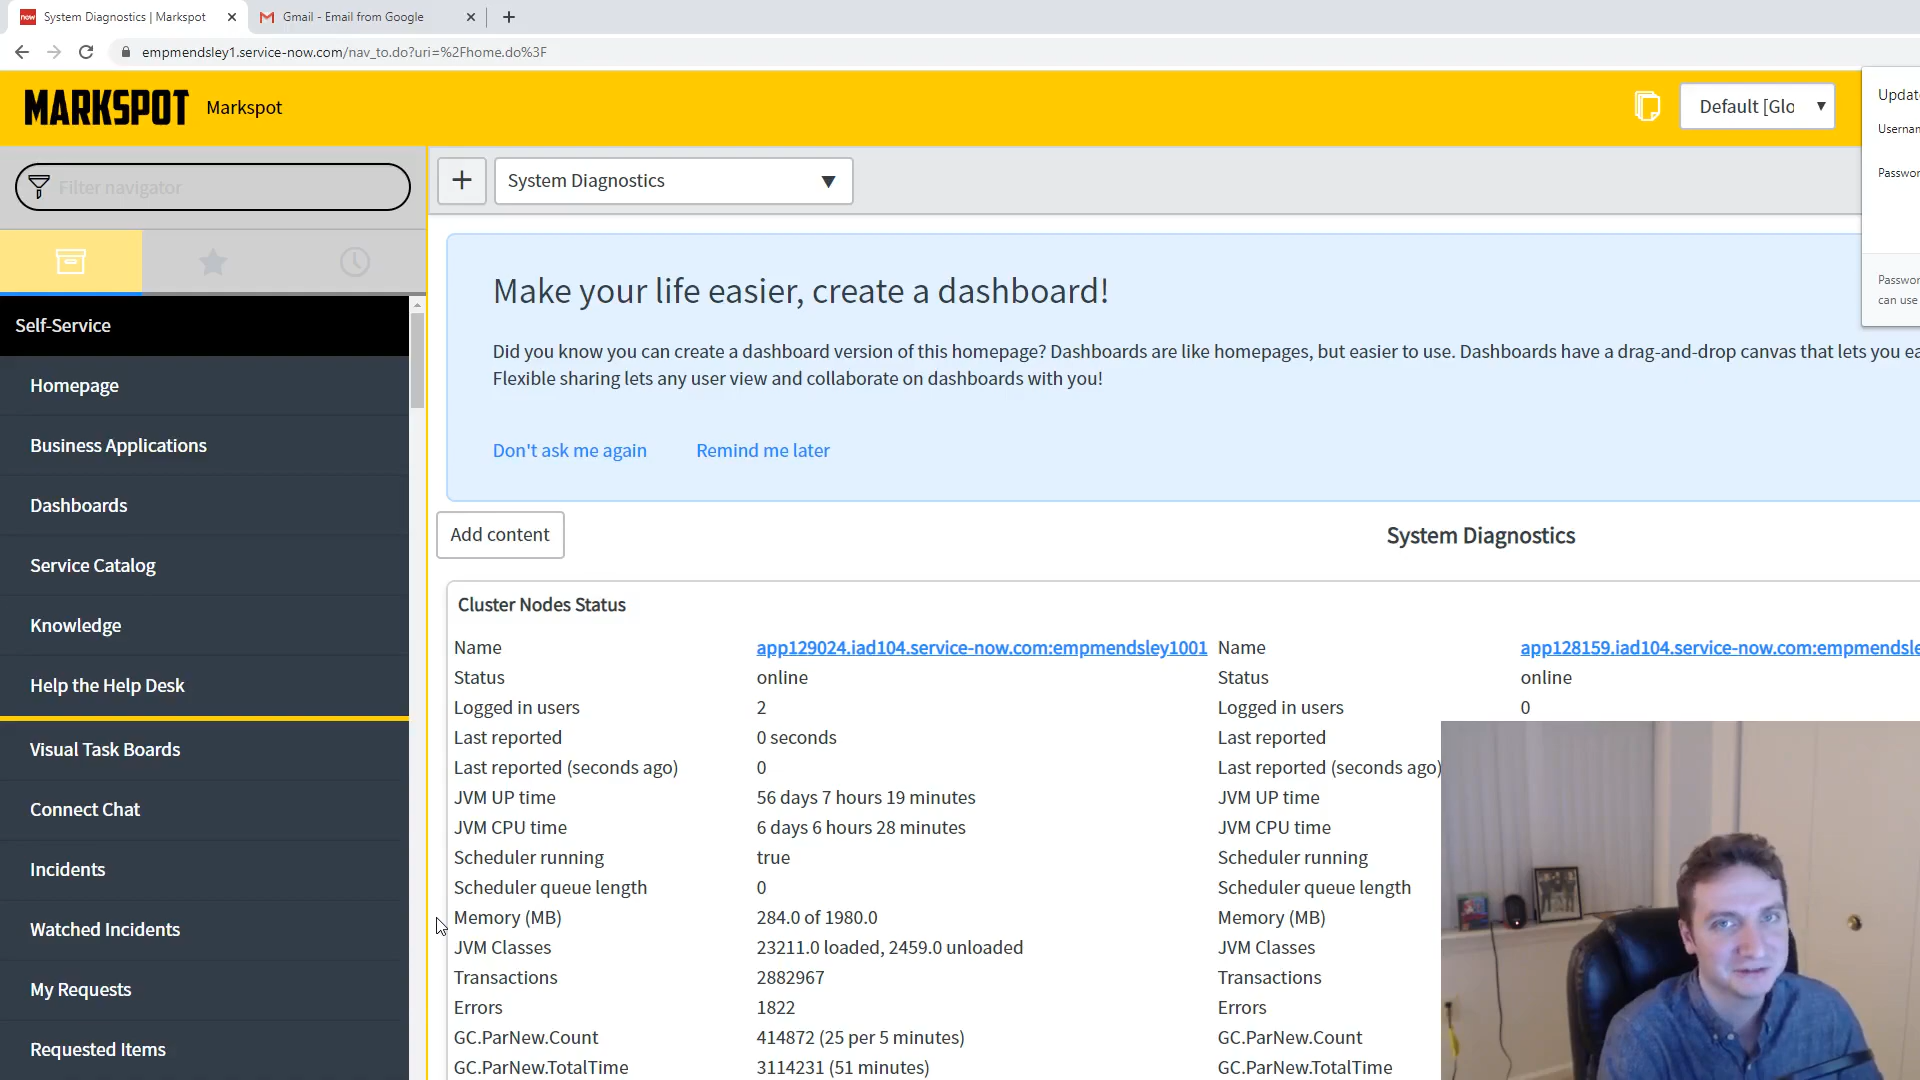 System Diagnostics | Markspot
Gmail - Email from Google
empmendsley1.service-now.com/nav_to.do?uri=%2Fhome.do%3F
MARKSPOT Markspot
Default [Glo
Updat
Usernam
Passwor
Passwor
can use
Filter navigator
System Diagnostics
Make your life easier, create a dashboard!
Did you know you can create a dashboard version of this homepage? Dashboards are like homepages, but easier to use. Dashboards have a drag-and-drop canvas that lets you ea
Flexible sharing lets any user view and collaborate on dashboards with you!
Don't ask me again Remind me later
Self-Service
Homepage
Business Applications
Dashboards
Service Catalog
Knowledge
Help the Help Desk
Visual Task Boards
Connect Chat
Incidents
Watched Incidents
My Requests
Requested Items
Add content
System Diagnostics
Cluster Nodes Status
Name app129024.iad104.service-now.com:empmendsley1001 Name app128159.iad104.service-now.com:empmendsle
Status online Status online
Logged in users 2 Logged in users 0
Last reported 0 seconds Last reported
Last reported (seconds ago) 0 Last reported (seconds ago)
JVM UP time 56 days 7 hours 19 minutes JVM UP time
JVM CPU time 6 days 6 hours 28 minutes JVM CPU time
Scheduler running true Scheduler running
Scheduler queue length 0 Scheduler queue length
Memory (MB) 284.0 of 1980.0 Memory (MB)
JVM Classes 23211.0 loaded, 2459.0 unloaded JVM Classes
Transactions 2882967 Transactions
Errors 1822 Errors
GC.ParNew.Count 414872 (25 per 5 minutes) GC.ParNew.Count
GC.ParNew.TotalTime 3114231 (51 minutes) GC.ParNew.TotalTime